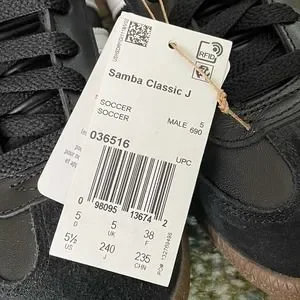 RFID
Samba Classic J
SOCCER
SOCCER
5
MALE 690
036516
UPC
0 98095 13674 2
5 5 38
D UK F
5½ 240 235
US J CHN